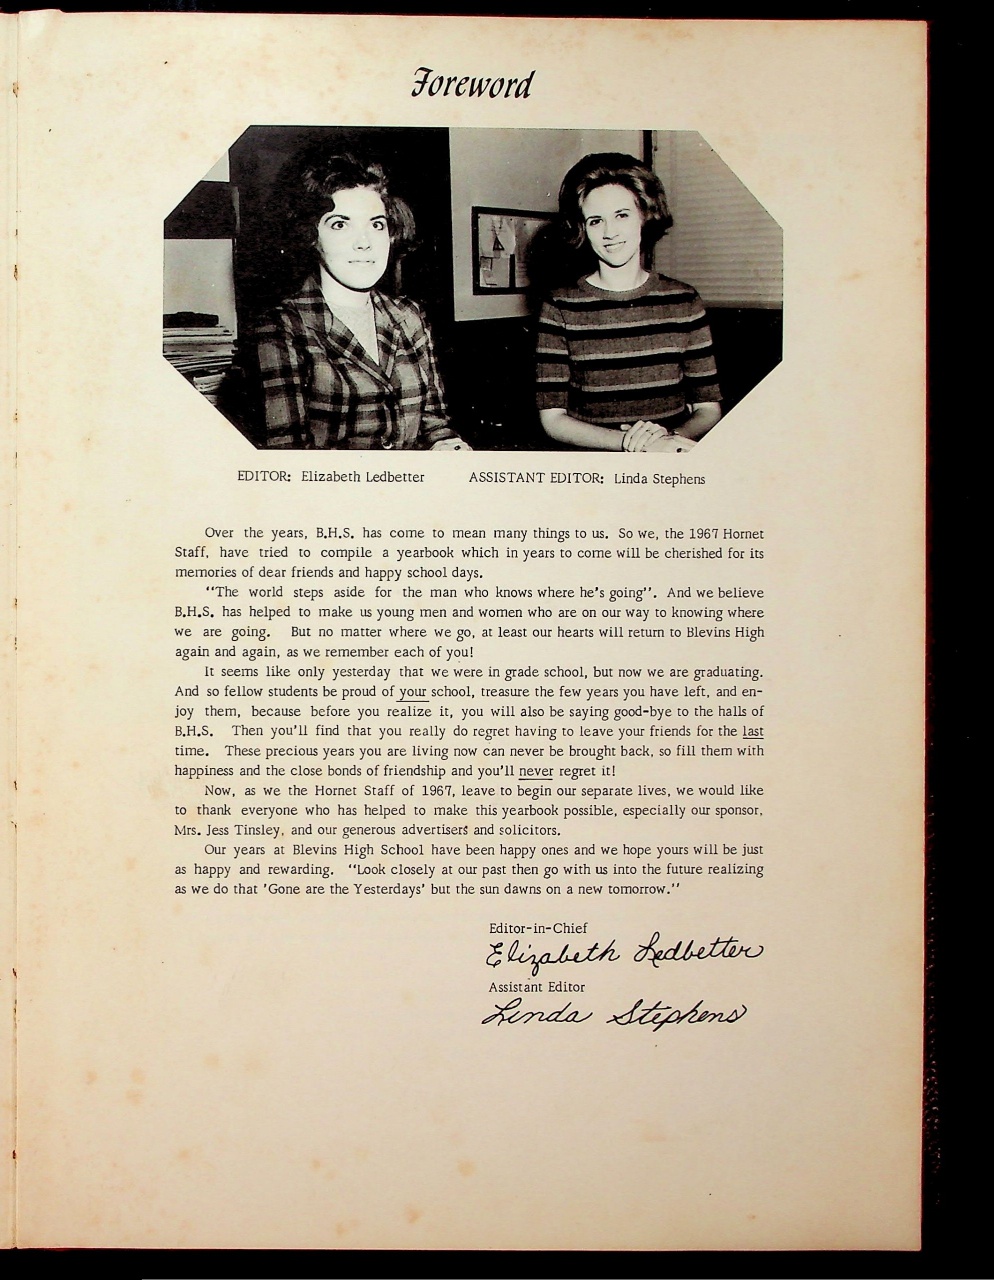 Foreword
EDITOR: Elizabeth Ledbetter ASSISTANT EDITOR: Linda Stephens
Over the years, B.H.S. has come to mean many things to us. So we, the 1967 Hornet
Staff, have tried to compile a yearbook which in years to come will be cherished for its
memories of dear friends and happy school days.
"The world steps aside for the man who knows where he's going". And we believe
B.H.S. has helped to make us young men and women who are on our way to knowing where
we are going. But no matter where we go, at least our hearts will return to Blevins High
again and again, as we remember each of you!
It seems like only yesterday that we were in grade school, but now we are graduating.
And so fellow students be proud of your school, treasure the few years you have left, and en-
joy them, because before you realize it, you will also be saying good-bye to the halls of
B.H.S. Then you'll find that you really do regret having to leave your friends for the last
time. These precious years you are living now can never be brought back, so fill them with
happiness and the close bonds of friendship and you'll never regret it!
Now, as we the Hornet Staff of 1967, leave to begin our separate lives, we would like
to thank everyone who has helped to make this yearbook possible, especially our sponsor,
Mrs. Jess Tinsley, and our generous advertisers and solicitors.
Our years at Blevins High School have been happy ones and we hope yours will be just
as happy and rewarding. "Look closely at our past then go with us into the future realizing
as we do that 'Gone are the Yesterdays' but the sun dawns on a new tomorrow."
Editor-in-Chief
Elizabeth Ledbetter
Assistant Editor
Linda Stephens